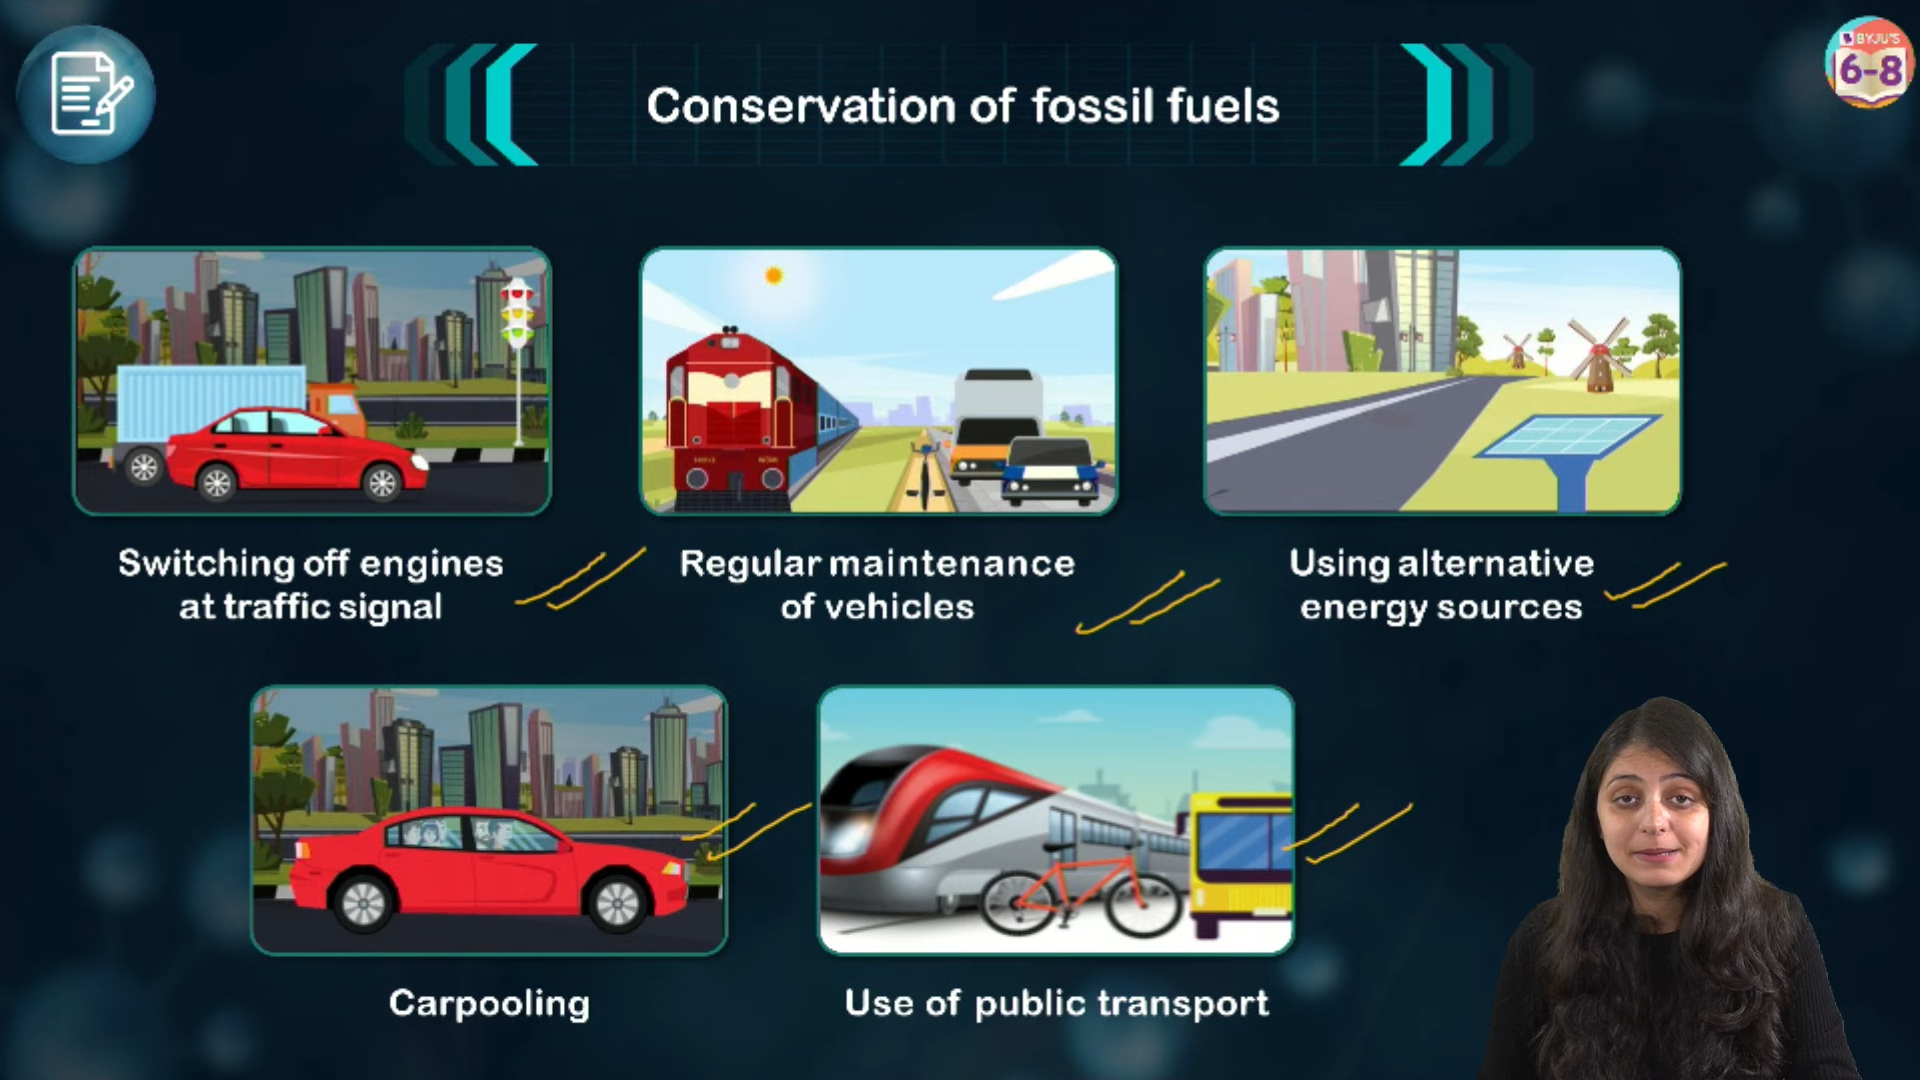 BYJU'S
6-8
Conservation of fossil fuels
Switching off engines
at traffic signal
Regular maintenance
of vehicles
Using alternative
energy sources
Carpooling
Use of public transport